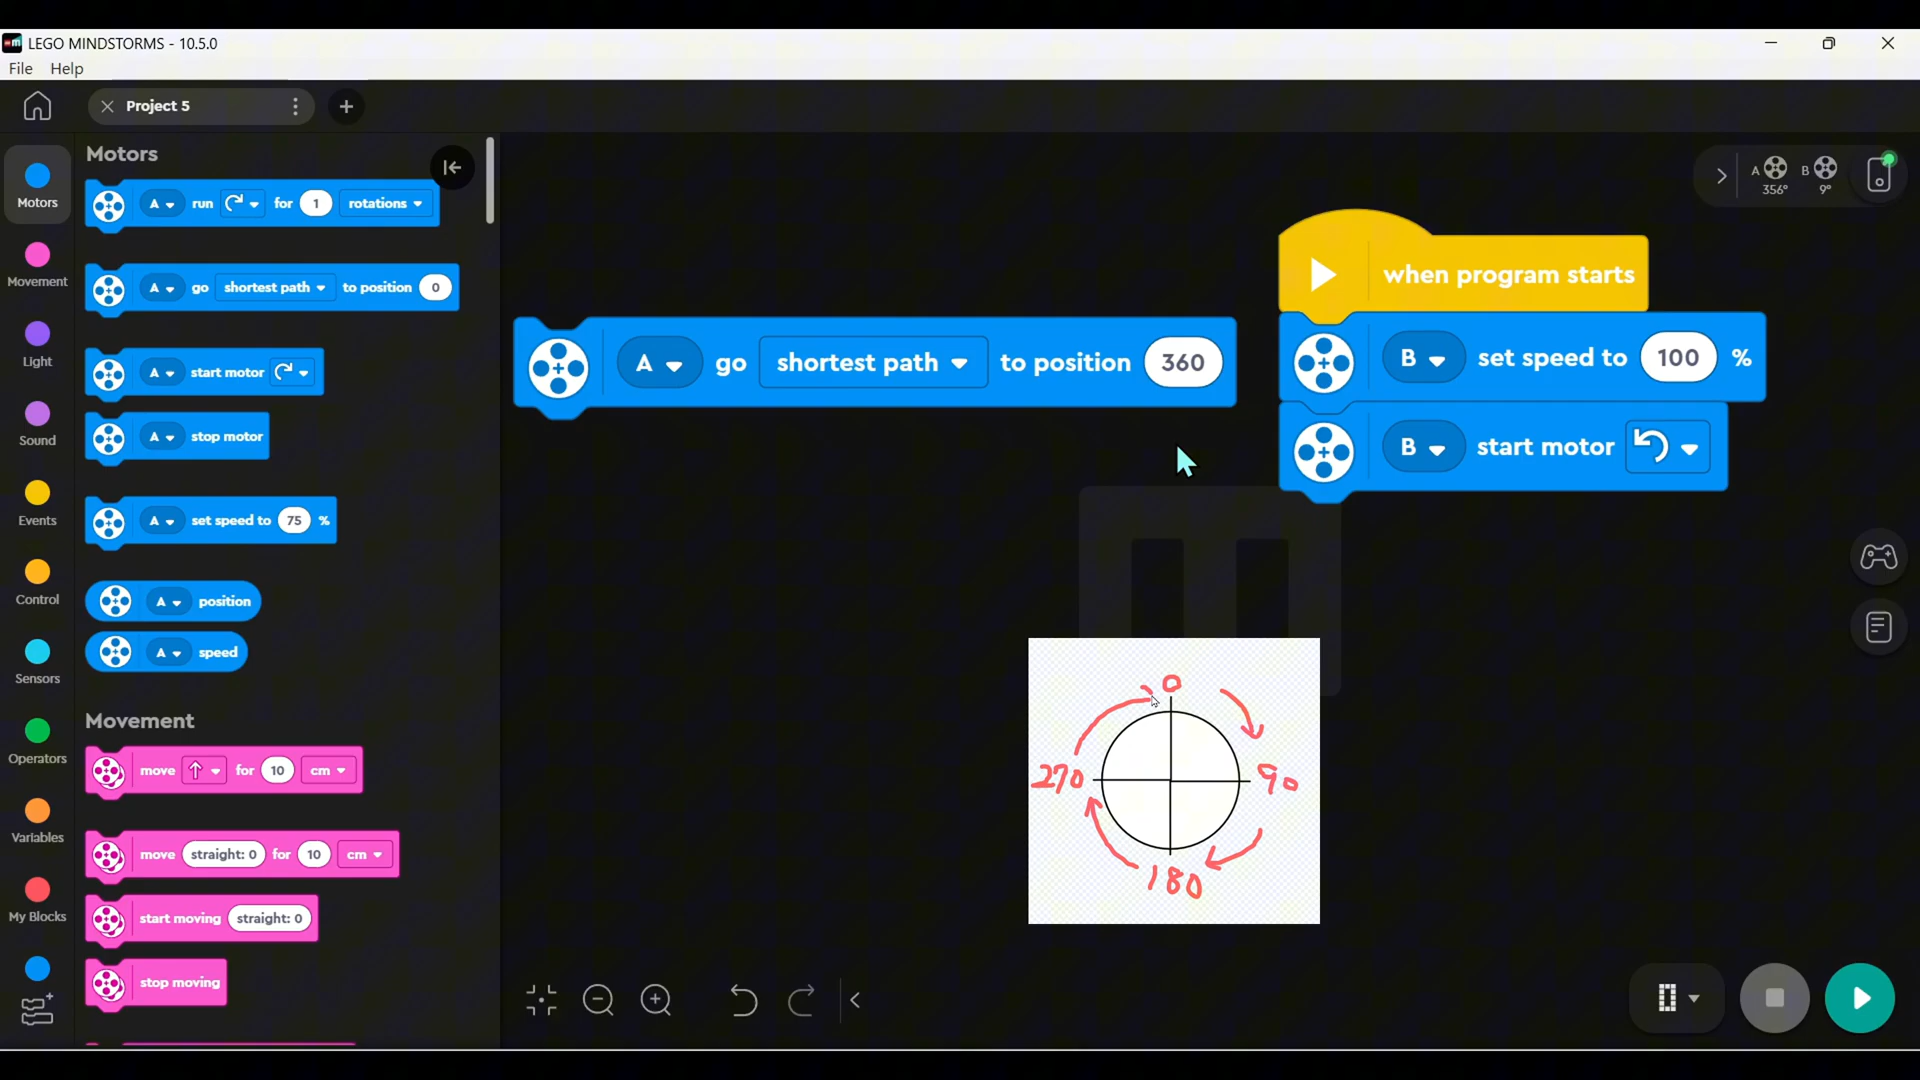 LEGO MINDSTORMS - 10.5.0
File Help
Project 5
Motors
Motors
A run for 1 rotations
A go shortest path to position 0
A start motor
A stop motor
A set speed to 75 %
A position
A speed
Movement
move for 10 cm
move straight: 0 for 10 cm
start moving straight: 0
stop moving
Movement
Light
Sound
Events
Control
Sensors
Operators
Variables
My Blocks
A go shortest path to position 360
when program starts
B set speed to 100 %
B start motor
A 356° B 9°
0
90
180
270